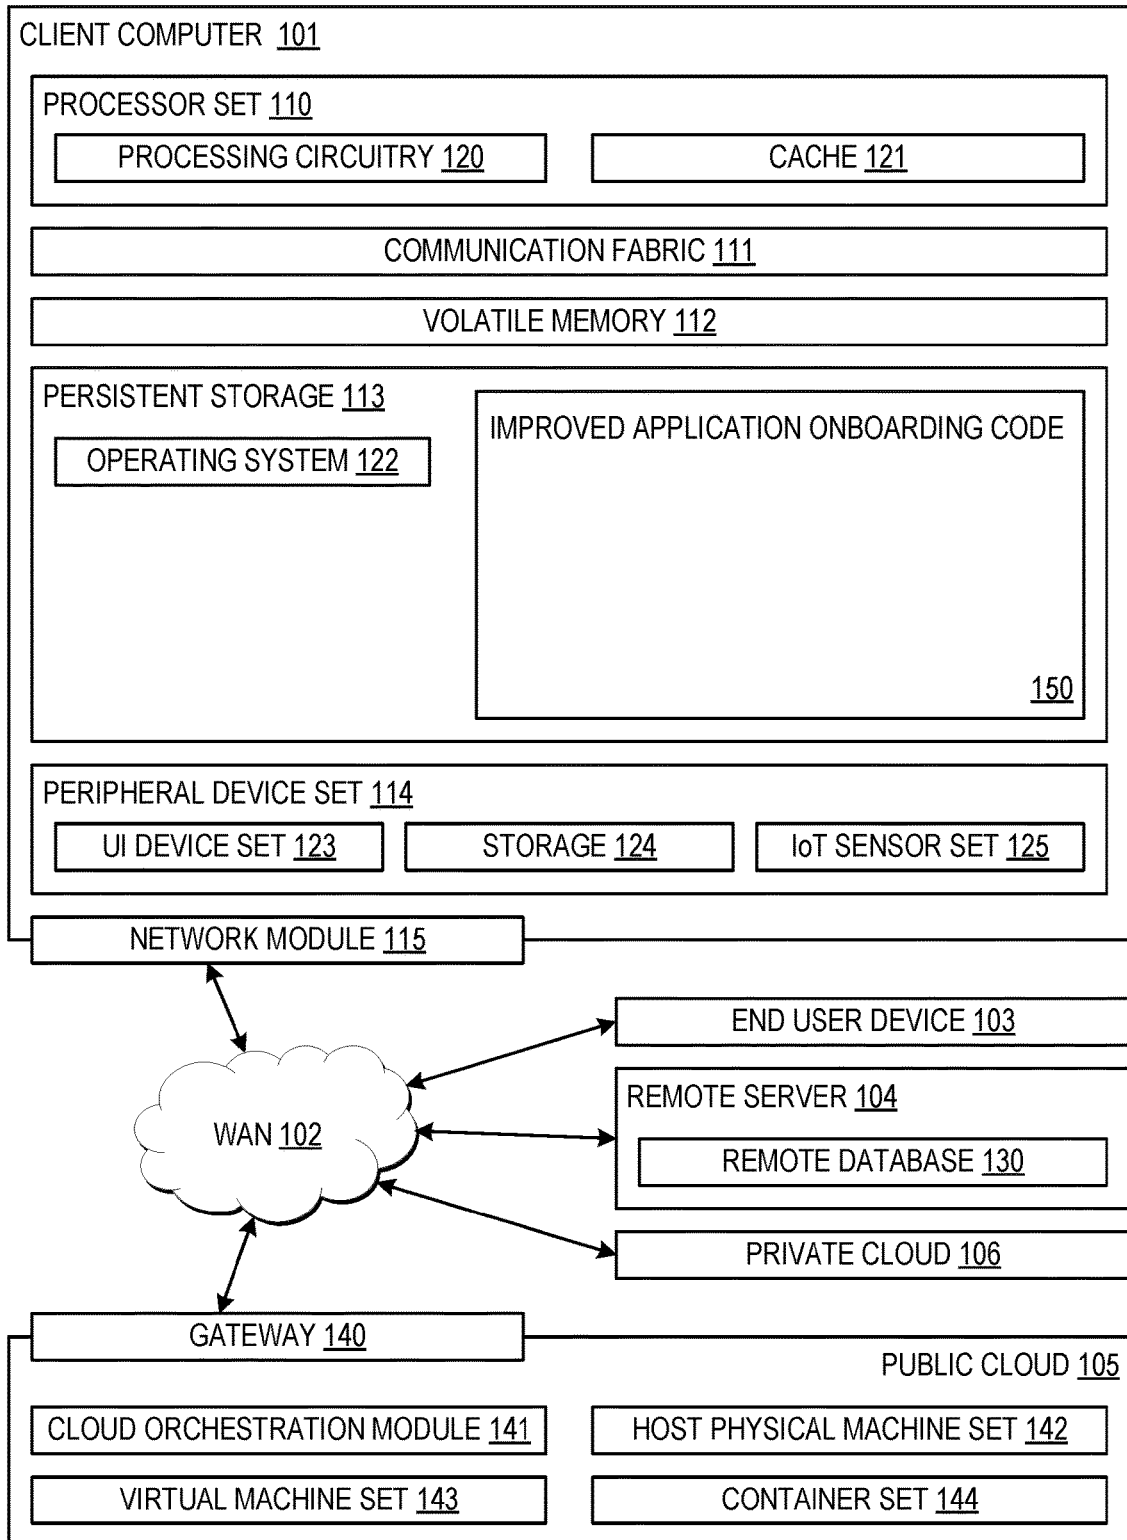 CLIENT COMPUTER 101
PROCESSOR SET 110
PROCESSING CIRCUITRY 120
CACHE 121
COMMUNICATION FABRIC 111
VOLATILE MEMORY 112
PERSISTENT STORAGE 113
OPERATING SYSTEM 122
IMPROVED APPLICATION ONBOARDING CODE
150
PERIPHERAL DEVICE SET 114
UI DEVICE SET 123
STORAGE 124
IoT SENSOR SET 125
NETWORK MODULE 115
END USER DEVICE 103
REMOTE SERVER 104
WAN 102
REMOTE DATABASE 130
PRIVATE CLOUD 106
GATEWAY 140
PUBLIC CLOUD 105
CLOUD ORCHESTRATION MODULE 141
HOST PHYSICAL MACHINE SET 142
VIRTUAL MACHINE SET 143
CONTAINER SET 144